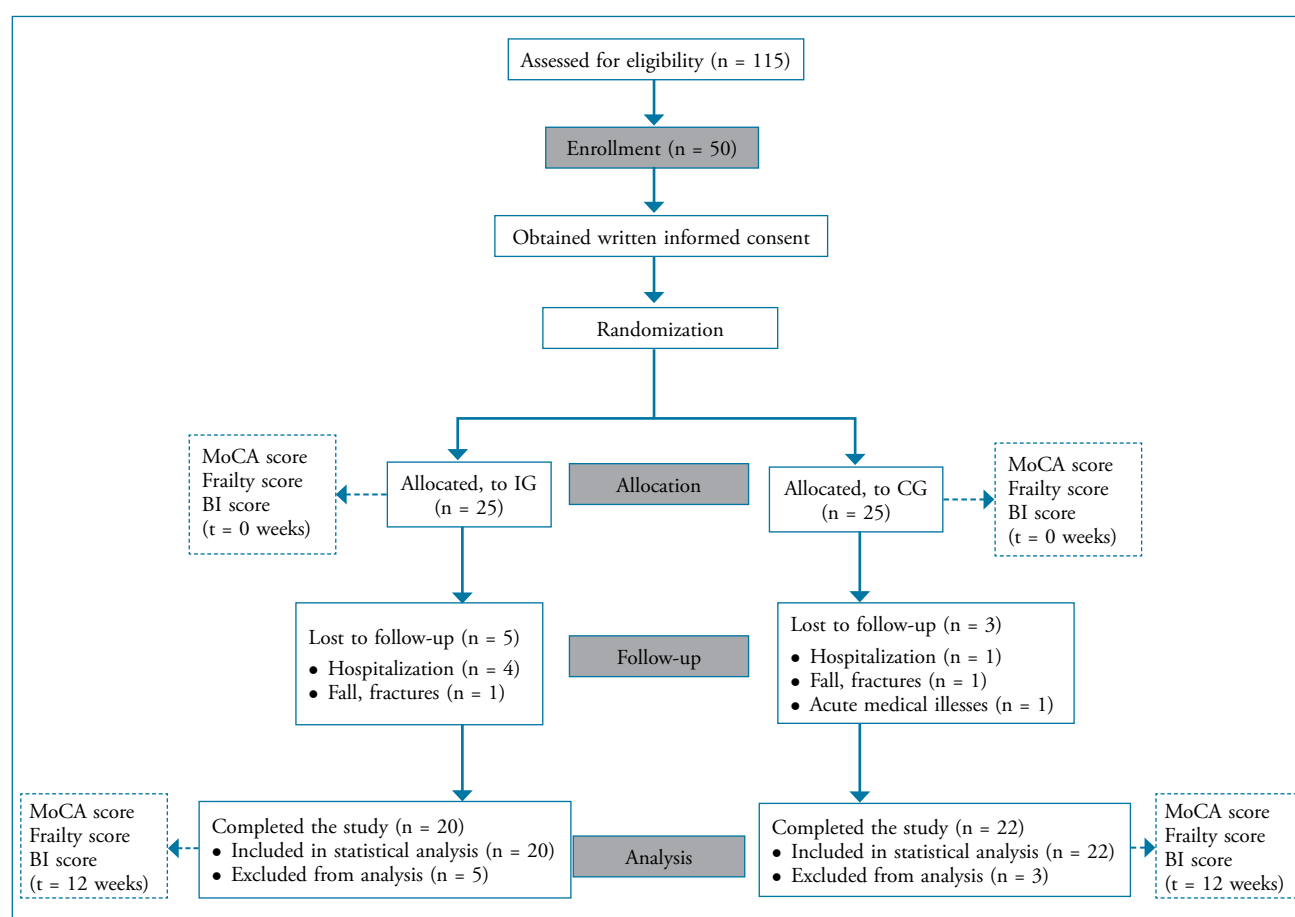 Assessed for eligibility (n = 115)
Enrollment (n = 50)
Obtained written informed consent
Randomization
MoCA score
Frailty score
BI score
(t = 0 weeks)
Allocated, to IG
(n = 25)
Allocation
Allocated, to CG
(n = 25)
MoCA score
Frailty score
BI score
(t = 0 weeks)
Lost to follow-up (n = 5)
• Hospitalization (n = 4)
• Fall, fractures (n = 1)
Follow-up
Lost to follow-up (n = 3)
• Hospitalization (n = 1)
• Fall, fractures (n = 1)
• Acute medical illesses (n = 1)
MoCA score
Frailty score
BI score
(t = 12 weeks)
Completed the study (n = 20)
• Included in statistical analysis (n = 20)
• Excluded from analysis (n = 5)
Analysis
Completed the study (n = 22)
• Included in statistical analysis (n = 22)
• Excluded from analysis (n = 3)
MoCA score
Frailty score
BI score
(t = 12 weeks)